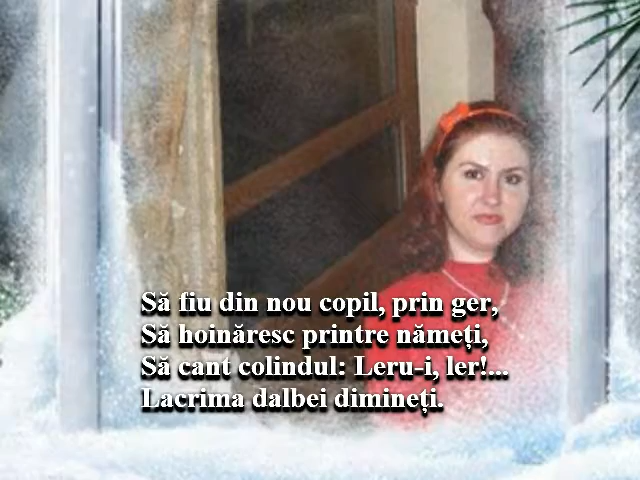 Să fiu din nou copil, prin ger,
Să hoinăresc printre nămeți,
Să cant colindul: Leru-i, ler!...
Lacrima dalbei dimineți.